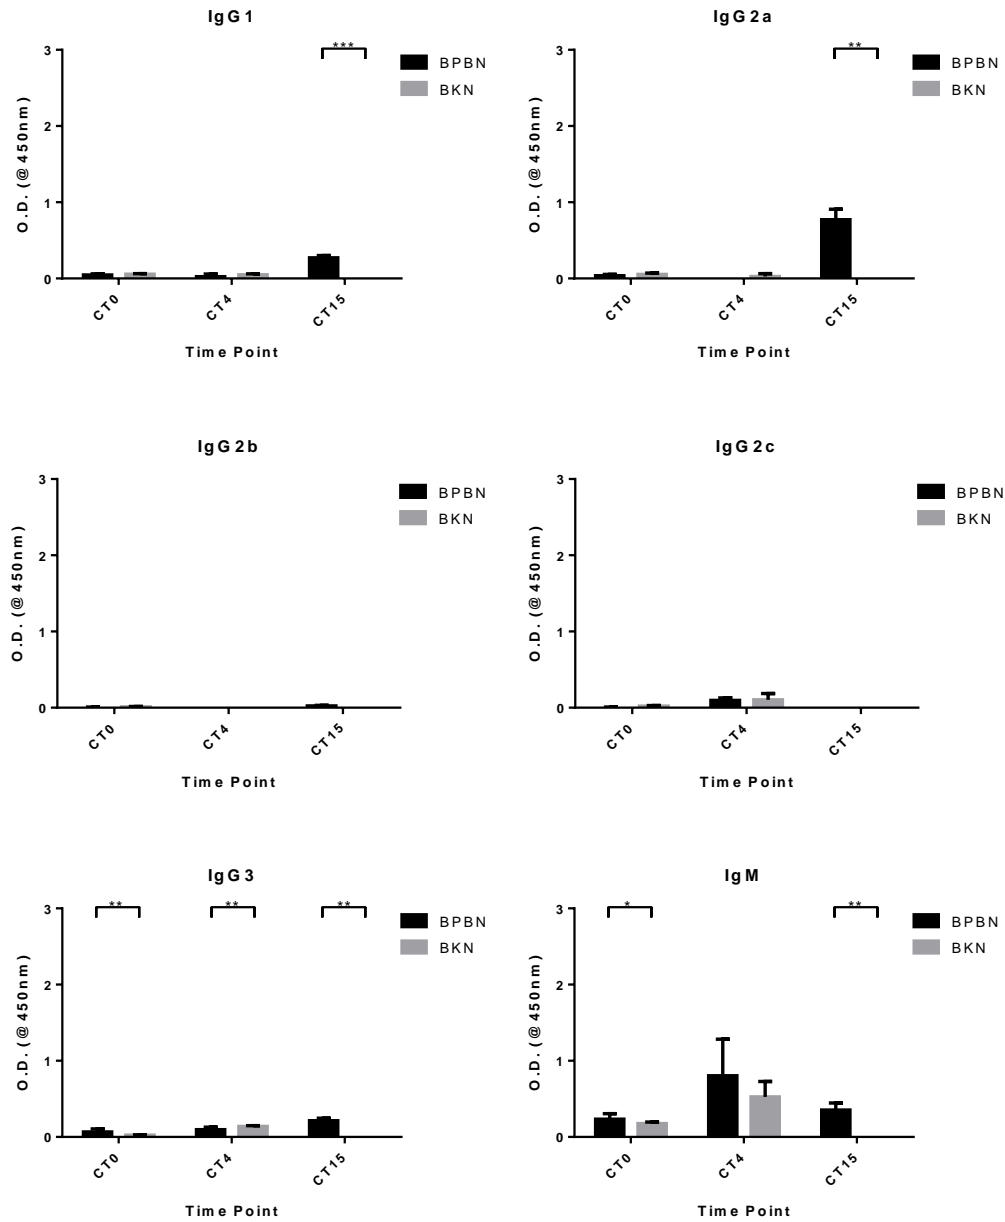 IgG1
***
3
2
1
0
O.D. (@450nm)
CT0
CT4
CT15
Time Point
BPBN
BKN
IgG2a
**
3
2
1
0
O.D. (@450nm)
CT0
CT4
CT15
Time Point
BPBN
BKN
IgG2b
3
2
1
0
O.D. (@450nm)
CT0
CT4
CT15
Time Point
BPBN
BKN
IgG2c
3
2
1
0
O.D. (@450nm)
CT0
CT4
CT15
Time Point
BPBN
BKN
IgG3
** ** **
3
2
1
0
O.D. (@450nm)
CT0
CT4
CT15
Time Point
BPBN
BKN
IgM
* **
3
2
1
0
O.D. (@450nm)
CT0
CT4
CT15
Time Point
BPBN
BKN